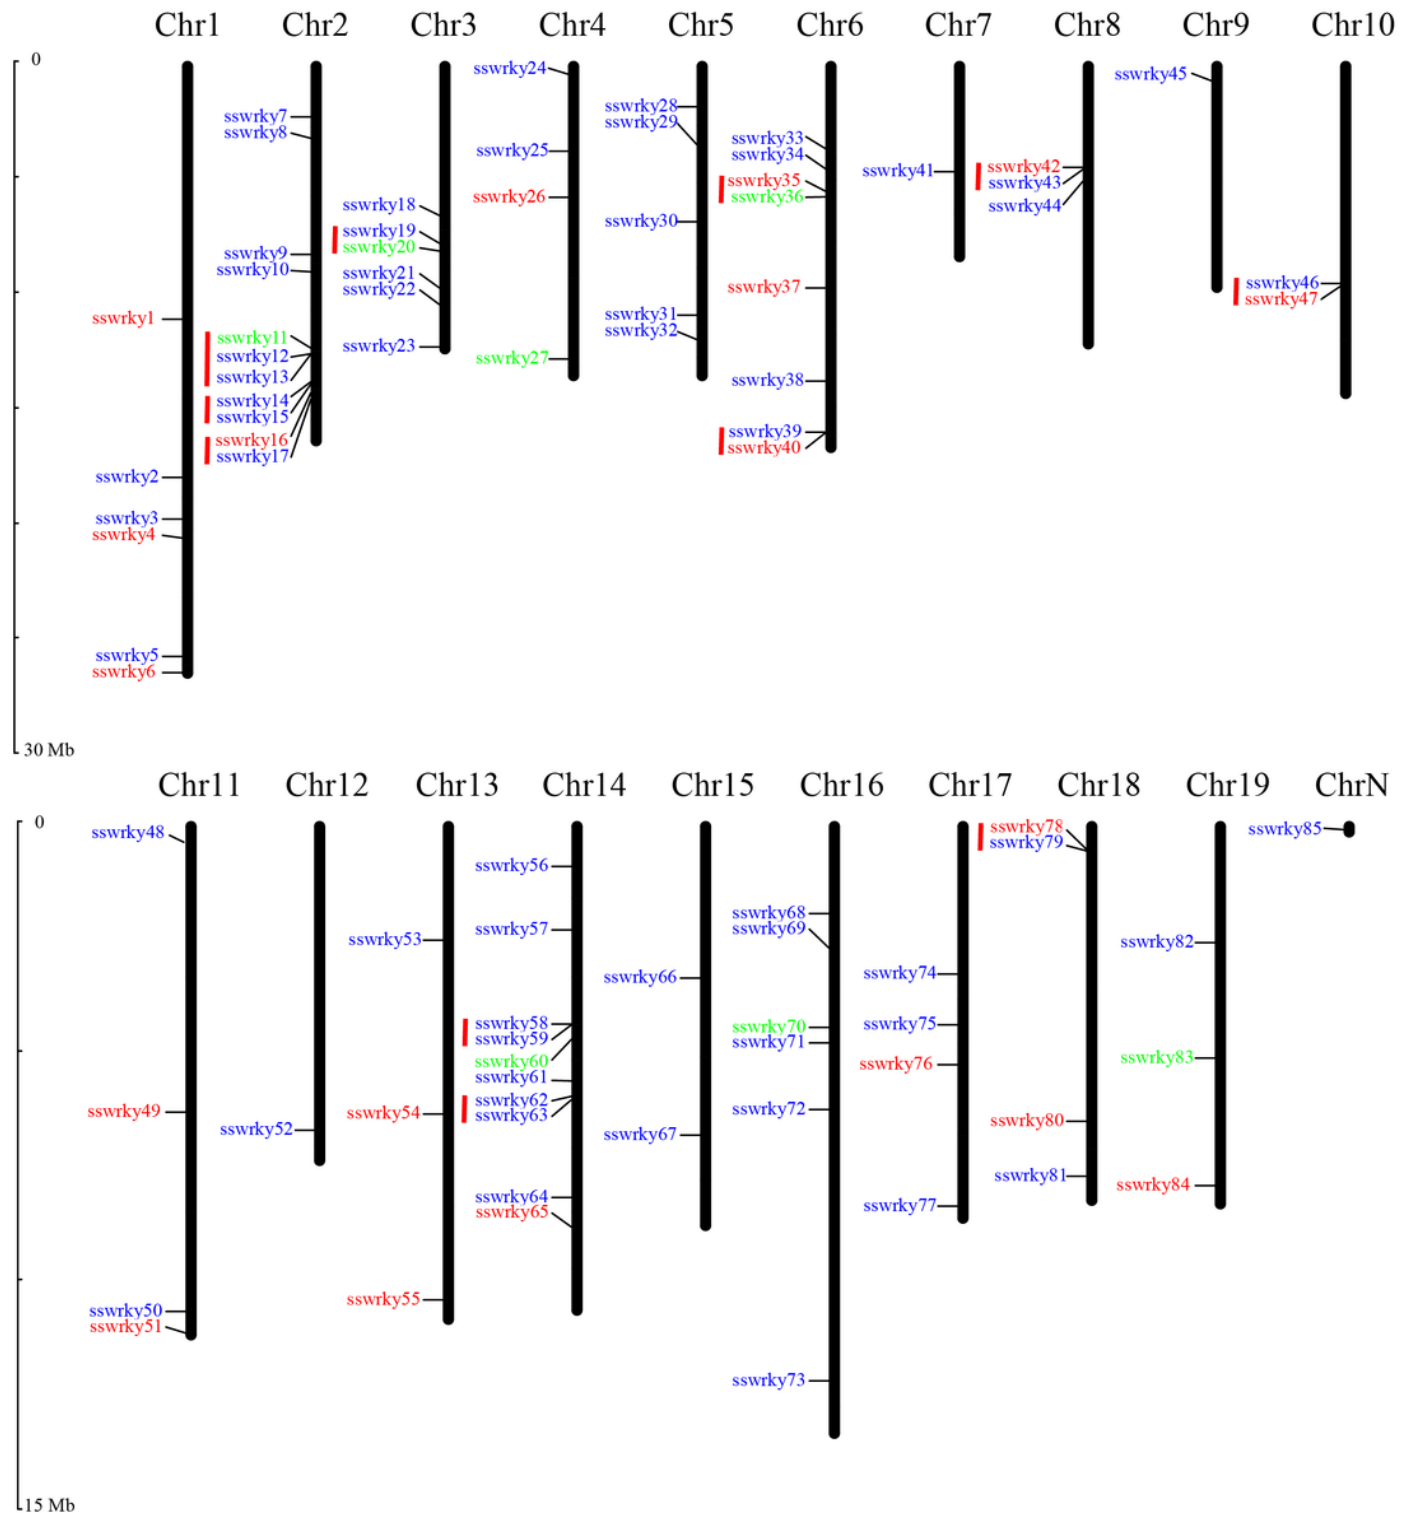 Chr1 Chr2 Chr3 Chr4 Chr5 Chr6 Chr7 Chr8 Chr9 Chr10
0
sswrky1
sswrky2
sswrky3
sswrky4
sswrky5
sswrky6
sswrky7
sswrky8
sswrky9
sswrky10
sswrky11
sswrky12
sswrky13
sswrky14
sswrky15
sswrky16
sswrky17
sswrky18
sswrky19
sswrky20
sswrky21
sswrky22
sswrky23
sswrky24
sswrky25
sswrky26
sswrky27
sswrky28
sswrky29
sswrky30
sswrky31
sswrky32
sswrky33
sswrky34
sswrky35
sswrky36
sswrky37
sswrky38
sswrky39
sswrky40
sswrky41
sswrky42
sswrky43
sswrky44
sswrky45
sswrky46
sswrky47
30 Mb
Chr11 Chr12 Chr13 Chr14 Chr15 Chr16 Chr17 Chr18 Chr19 ChrN
0
sswrky48
sswrky49
sswrky50
sswrky51
sswrky52
sswrky53
sswrky54
sswrky55
sswrky56
sswrky57
sswrky58
sswrky59
sswrky60
sswrky61
sswrky62
sswrky63
sswrky64
sswrky65
sswrky66
sswrky67
sswrky68
sswrky69
sswrky70
sswrky71
sswrky72
sswrky73
sswrky74
sswrky75
sswrky76
sswrky77
sswrky78
sswrky79
sswrky80
sswrky81
sswrky82
sswrky83
sswrky84
sswrky85
15 Mb